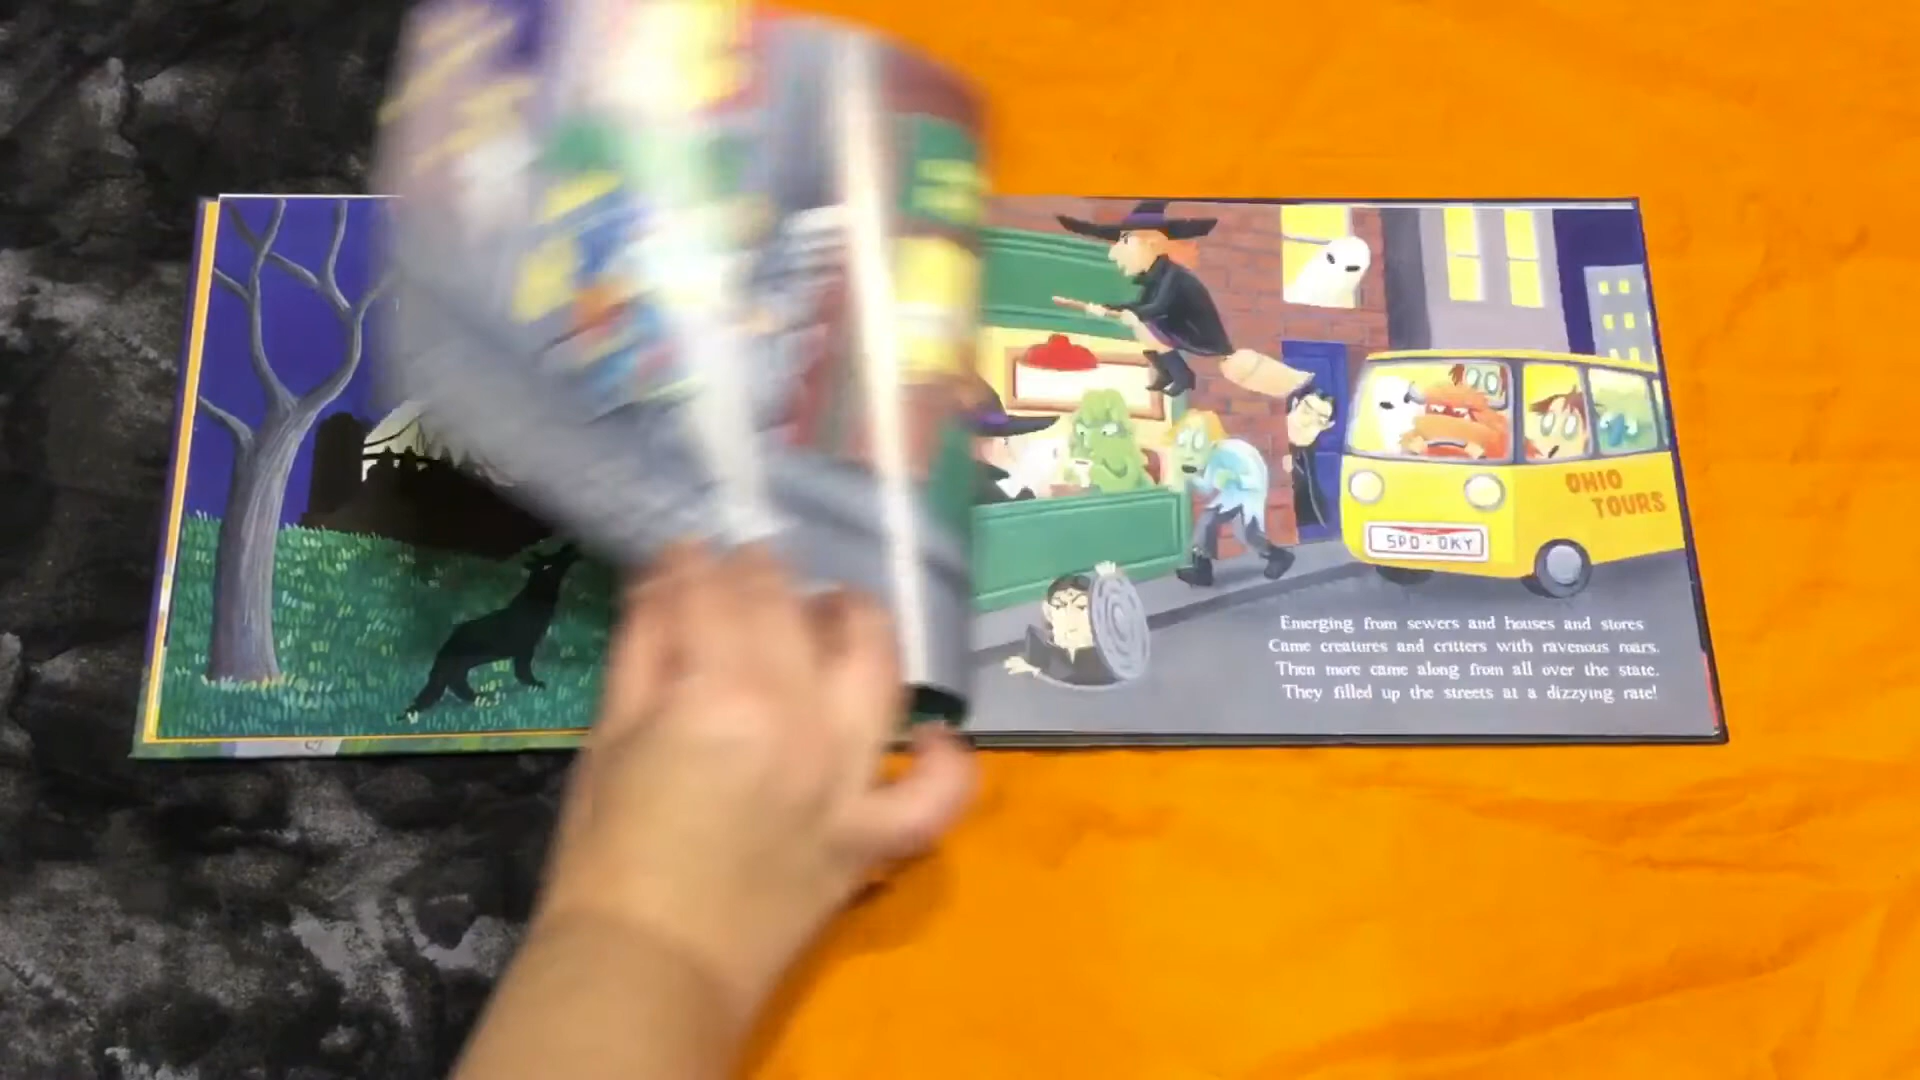 OHIO
TOURS
SPO-OKY
Emerging from sewers and houses and stores
Came creatures and critters with ravenous roars.
Then more came along from all over the state.
They filled up the streets at a dizzying rate!